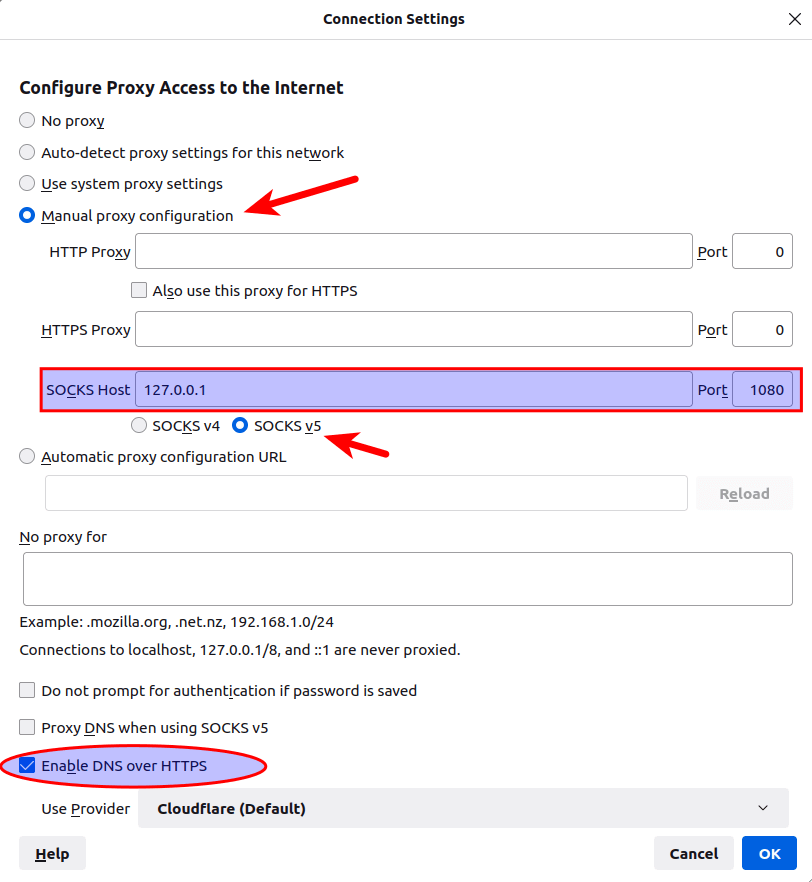 Connection Settings
Configure Proxy Access to the Internet
No proxy
Auto-detect proxy settings for this network
Use system proxy settings
Manual proxy configuration
HTTP Proxy Port 0
Also use this proxy for HTTPS
HTTPS Proxy Port 0
SOCKS Host 127.0.0.1 Port 1080
SOCKS v4 SOCKS v5
Automatic proxy configuration URL
Reload
No proxy for
Example: .mozilla.org, .net.nz, 192.168.1.0/24
Connections to localhost, 127.0.0.1/8, and ::1 are never proxied.
Do not prompt for authentication if password is saved
Proxy DNS when using SOCKS v5
Enable DNS over HTTPS
Use Provider Cloudflare (Default)
Help Cancel OK